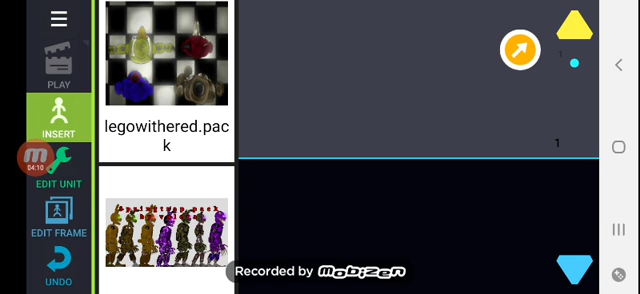 PLAY
INSERT
04:10
EDIT UNIT
EDIT FRAME
UNDO
legowithered.pac
k
1
1
Recorded by mobizen